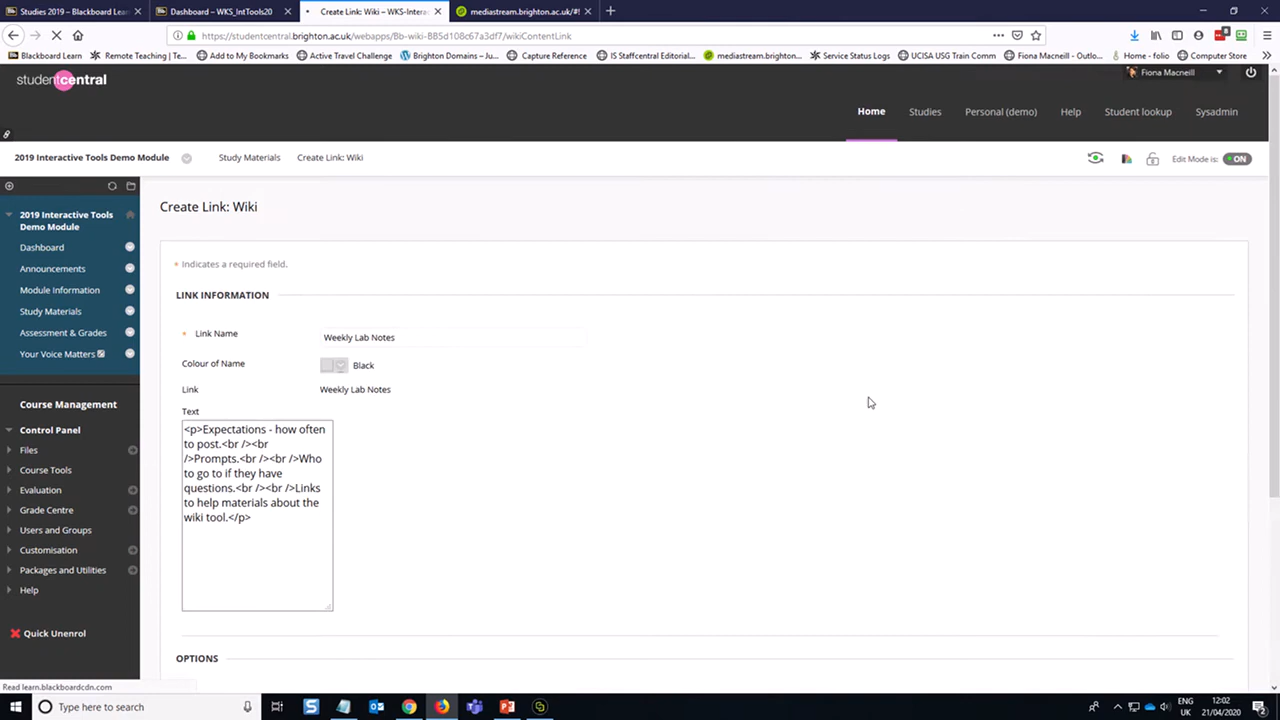 Studies 2019 – Blackboard Lea
Dashboard – WKS_IntTools20
Create Link: Wiki – WKS-Intera
mediastream.brighton.ac.uk/#!
https://studentcentral.brighton.ac.uk/webapps/Bb-wiki-BB5d108c67a3df7/wikiContentLink
Blackboard Learn
Remote Teaching | Te...
Add to My Bookmarks
Active Travel Challenge
Brighton Domains – Ju...
Capture Reference
IS Staffcentral Editorial...
mediastream.brighton...
Service Status Logs
UCISA USG Train Comm
Fiona Macneill – Outlo...
Home - folio
Computer Store
studentcentral
Fiona Macneill
Home
Studies
Personal (demo)
Help
Student lookup
Sysadmin
2019 Interactive Tools Demo Module
Study Materials
Create Link: Wiki
Edit Mode is:
ON
2019 Interactive Tools
Demo Module
Dashboard
Announcements
Module Information
Study Materials
Assessment & Grades
Your Voice Matters
Course Management
Control Panel
Files
Course Tools
Evaluation
Grade Centre
Users and Groups
Customisation
Packages and Utilities
Help
Quick Unenrol
Create Link: Wiki
* Indicates a required field.
LINK INFORMATION
* Link Name
Weekly Lab Notes
Colour of Name
Black
Link
Weekly Lab Notes
Text
<p>Expectations - how often
to post.<br /><br
/>Prompts.<br /><br />Who
to go to if they have
questions.<br /><br />Links
to help materials about the
wiki tool.</p>
OPTIONS
Read learn.blackboardcdn.com
Type here to search
ENG
UK
12:02
21/04/2020